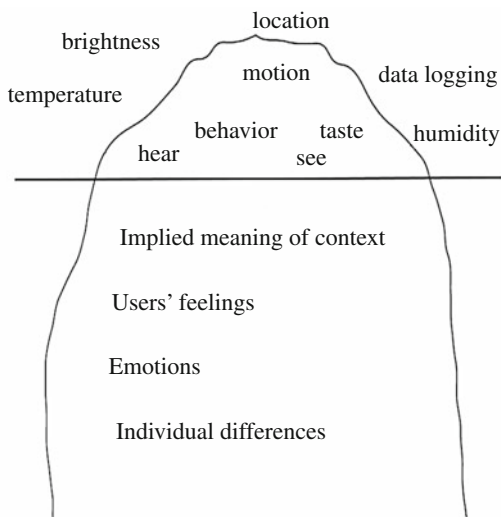 location
brightness
motion
data logging
temperature
behavior
taste
humidity
hear
see
Implied meaning of context
Users’ feelings
Emotions
Individual differences